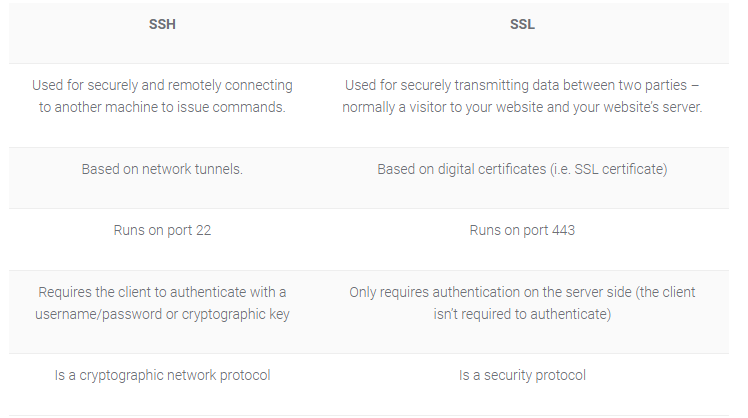 SSH SSL
Used for securely and remotely connecting Used for securely transmitting data between two parties –
to another machine to issue commands. normally a visitor to your website and your website's server.
Based on network tunnels. Based on digital certificates (i.e. SSL certificate)
Runs on port 22 Runs on port 443
Requires the client to authenticate with a Only requires authentication on the server side (the client
username/password or cryptographic key isn't required to authenticate)
Is a cryptographic network protocol Is a security protocol